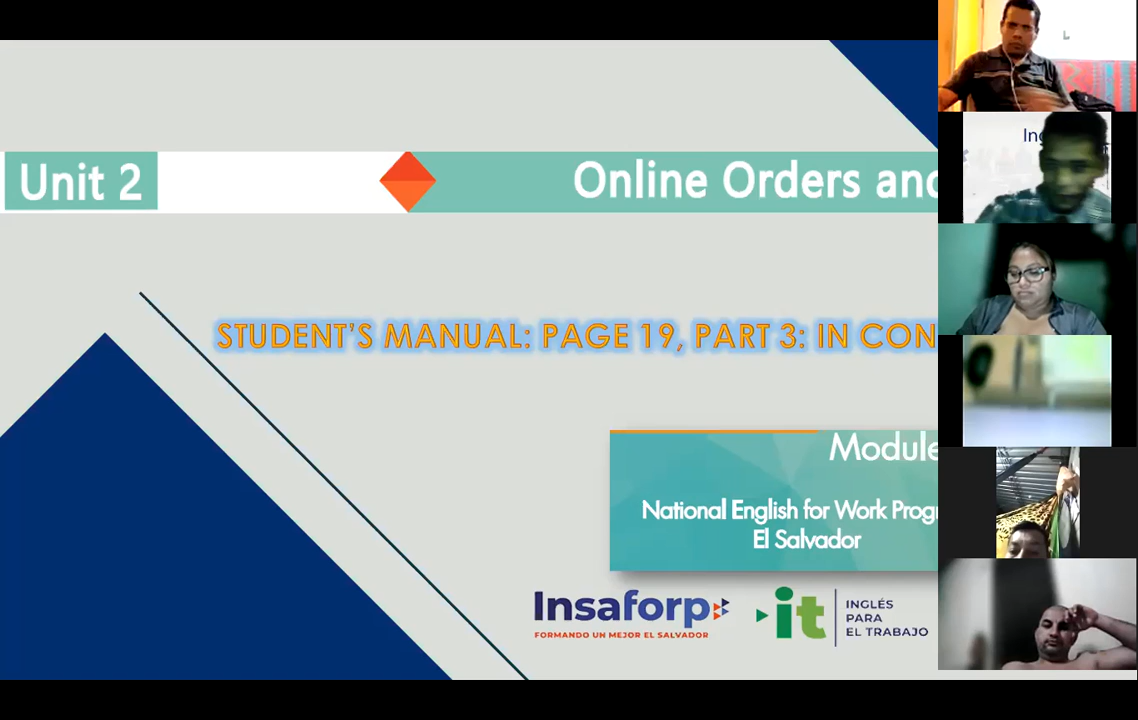 Unit 2
Online Orders and
STUDENT'S MANUAL: PAGE 19, PART 3: IN CON
Module
National English for Work Progr
El Salvador
Insaforp
FORMANDO UN MEJOR EL SALVADOR
it
INGLÉS
PARA
EL TRABAJO